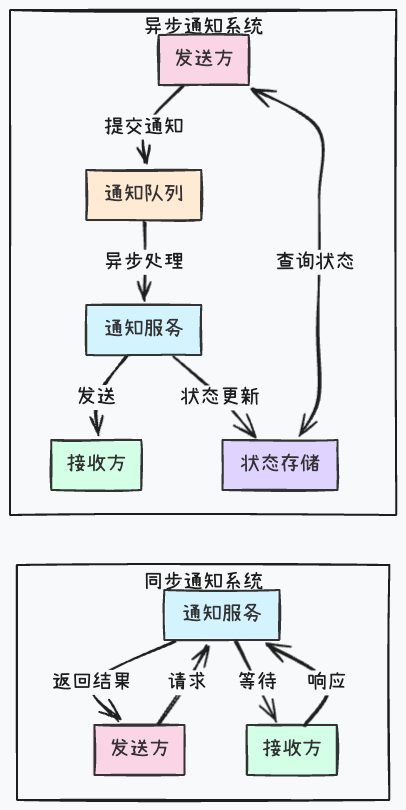 异步通知系统
发送方
提交通知
通知队列
异步处理
查询状态
通知服务
发送
状态更新
接收方
状态存储
同步通知系统
通知服务
返回结果
请求
等待
响应
发送方
接收方